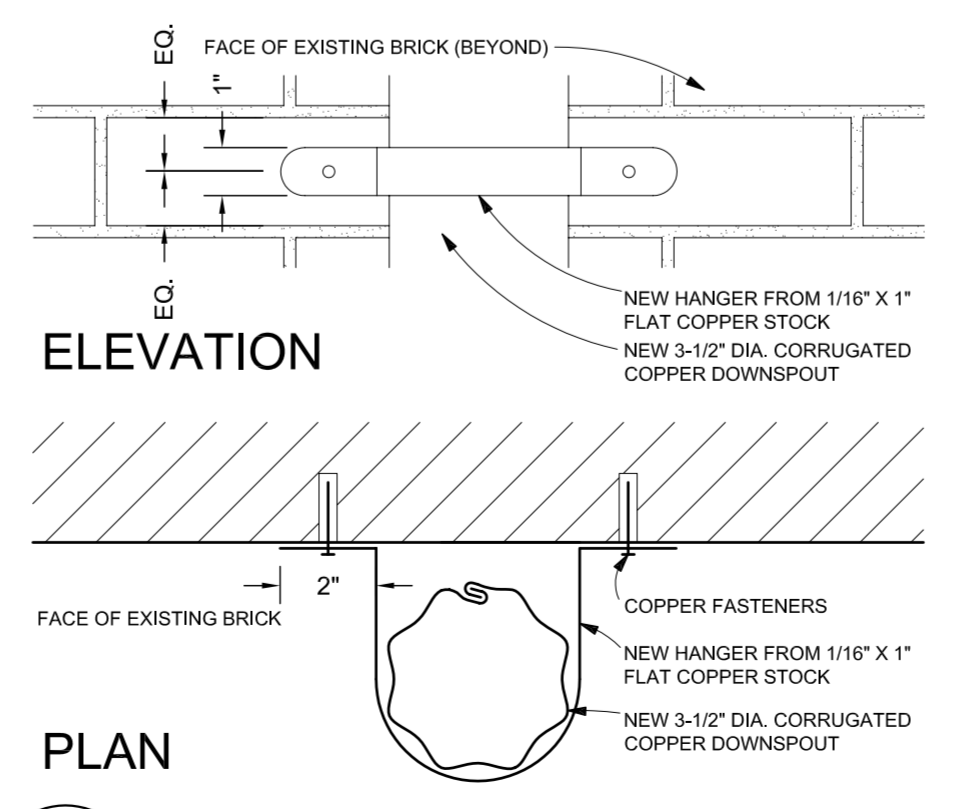 EQ.
FACE OF EXISTING BRICK (BEYOND)
1"
EQ.
NEW HANGER FROM 1/16" X 1"
FLAT COPPER STOCK
NEW 3-1/2" DIA. CORRUGATED
COPPER DOWNSPOUT
ELEVATION
2"
FACE OF EXISTING BRICK
COPPER FASTENERS
NEW HANGER FROM 1/16" X 1"
FLAT COPPER STOCK
NEW 3-1/2" DIA. CORRUGATED
COPPER DOWNSPOUT
PLAN